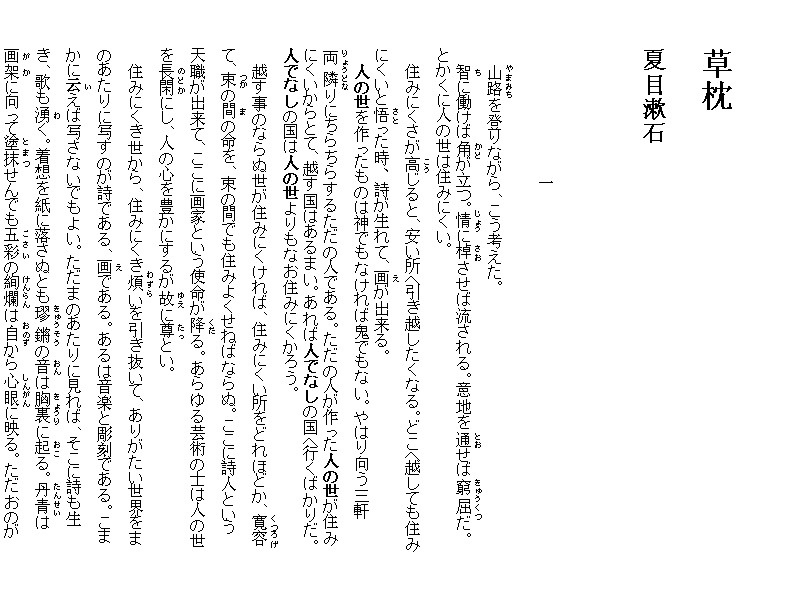 草枕
夏目漱石
一
山路を登りながら、こう考えた。
智に働けば角が立つ。情に棹させば流される。意地を通せば窮屈だ。
とかくに人の世は住みにくい。
住みにくさが高じると、安い所へ引き越したくなる。どこへ越しても住み
にくいと悟った時、詩が生れて、画が出来る。
人の世を作ったものは神でもなければ鬼でもない。やはり向う三軒
両隣りにちらちらするただの人である。ただの人が作った人の世が住み
にくいからとて、越す国はあるまい。あれば人でなしの国へ行くばかりだ。
人でなしの国は人の世よりもなお住みにくかろう。
越す事のならぬ世が住みにくければ、住みにくい所をどれほどか、寛容
て、束の間の命を、束の間でも住みよくせねばならぬ。ここに詩人という
天職が出来て、ここに画家という使命が降る。あらゆる芸術の士は人の世
を長閑にし、人の心を豊かにするが故に尊とい。
住みにくき世から、住みにくき煩いを引き抜いて、ありがたい世界をま
のあたりに写すのが詩である、画である。あるは音楽と彫刻である。こま
かに云えば写さないでもよい。ただまのあたりに見れば、そこに詩も生
き、歌も湧く。着想を紙に落さぬとも璆鏘の音は胸裏に起る。丹青は
画架に向って塗抹せんでも五彩の絢爛は自から心眼に映る。ただおのが